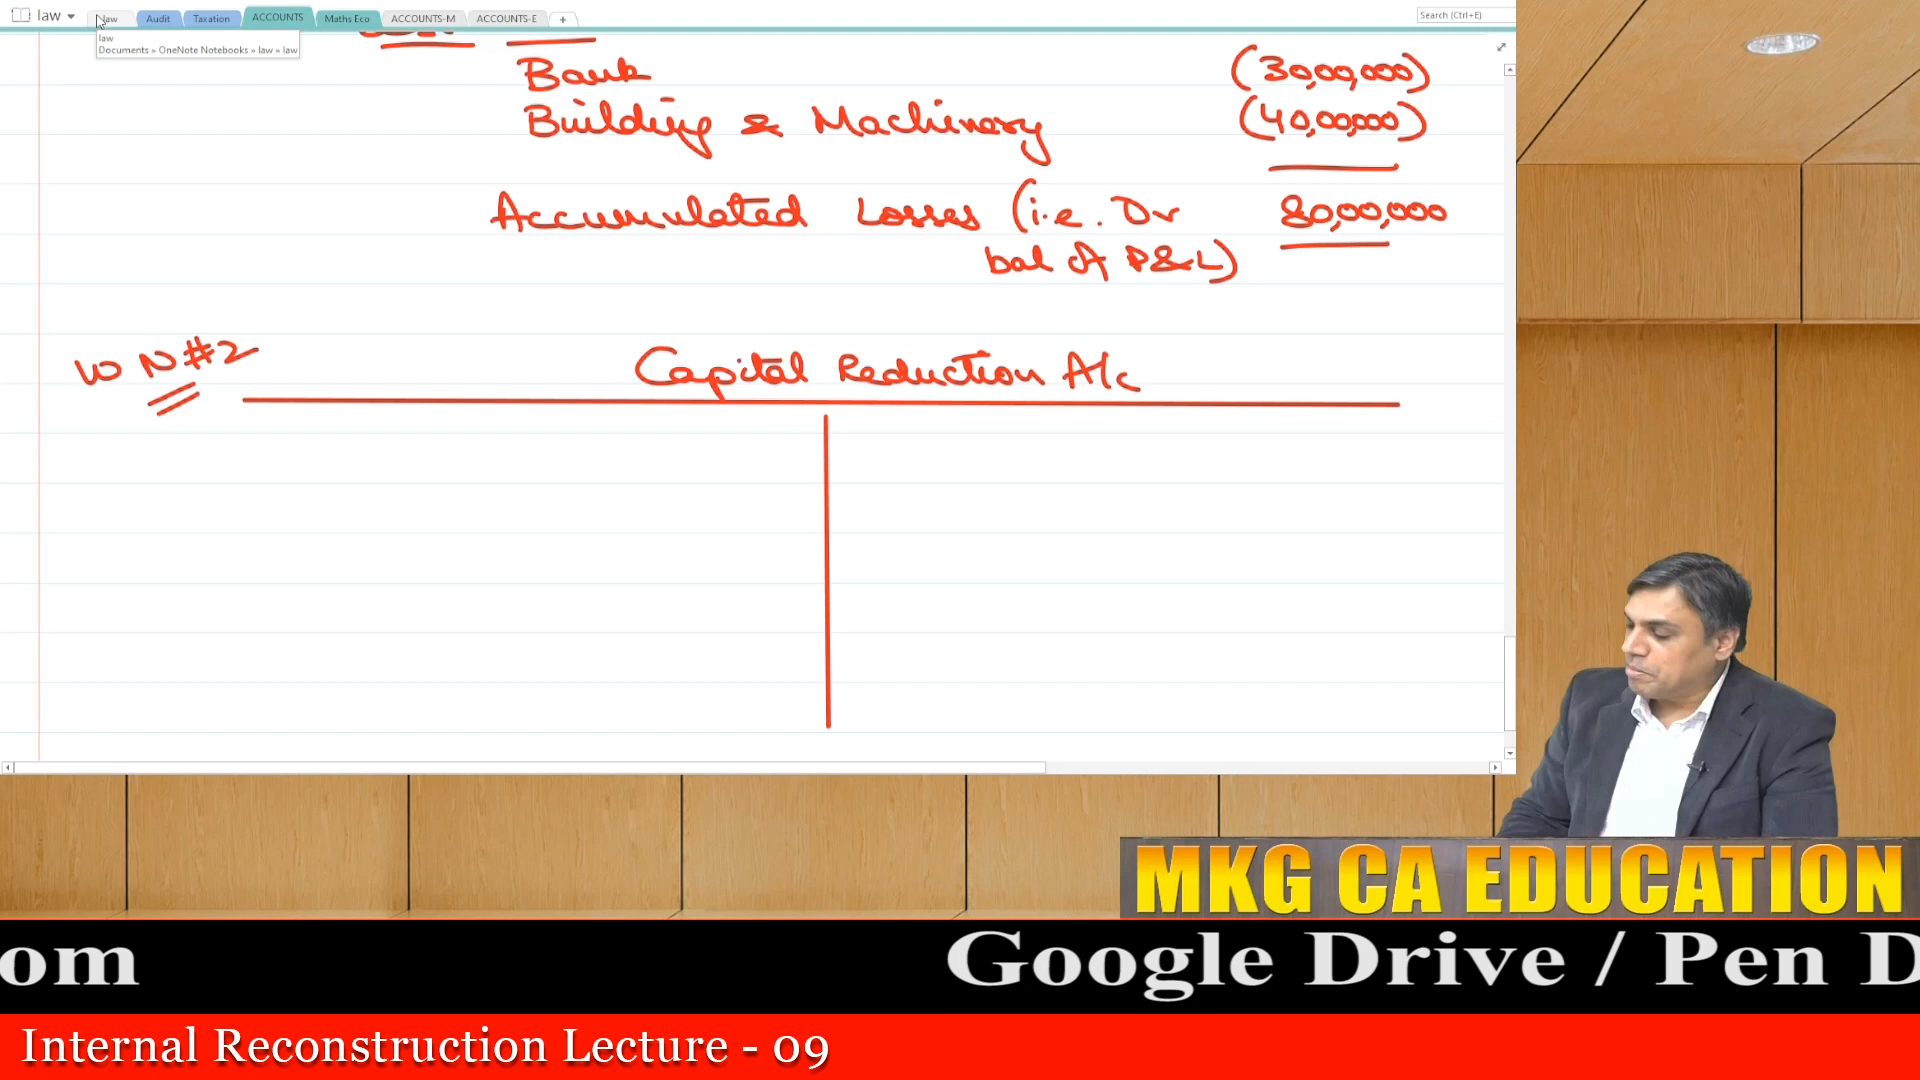 law
law
Audit
Taxation
ACCOUNTS
Maths Eco
ACCOUNTS-M
ACCOUNTS-E
+
Search (Ctrl+E)
law
Documents » OneNote Notebooks » law » law
Bank (30,00,000)
Building & Machinery (40,00,000)
Accumulated Losses (i.e. Dr 80,00,000
bal of P&L)
WN#2
Capital Reduction A/c
MKG CA EDUCATION
om Google Drive / Pen D
Internal Reconstruction Lecture - 09